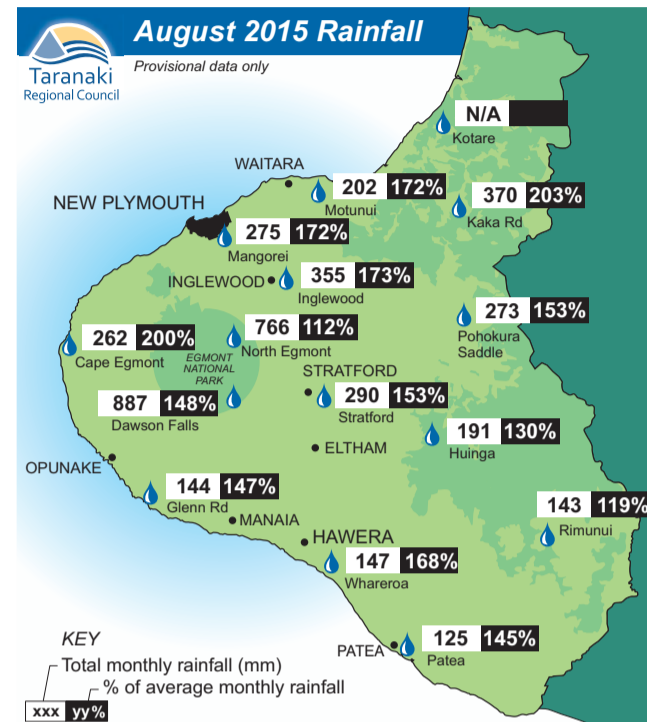 August 2015 Rainfall
Taranaki
Regional Council
Provisional data only
N/A
Kotare
WAITARA
202 172%
Motunui
370 203%
Kaka Rd
NEW PLYMOUTH
275 172%
Mangorei
INGLEWOOD
355 173%
Inglewood
273 153%
Pohokura
Saddle
262 200%
Cape Egmont
766 112%
North Egmont
EGMONT
NATIONAL
PARK
STRATFORD
887 148%
Dawson Falls
290 153%
Stratford
191 130%
Huinga
ELTHAM
OPUNAKE
144 147%
Glenn Rd
143 119%
Rimunui
MANAIA
HAWERA
147 168%
Whareroa
125 145%
Patea
PATEA
KEY
Total monthly rainfall (mm)
% of average monthly rainfall
xxx yy%